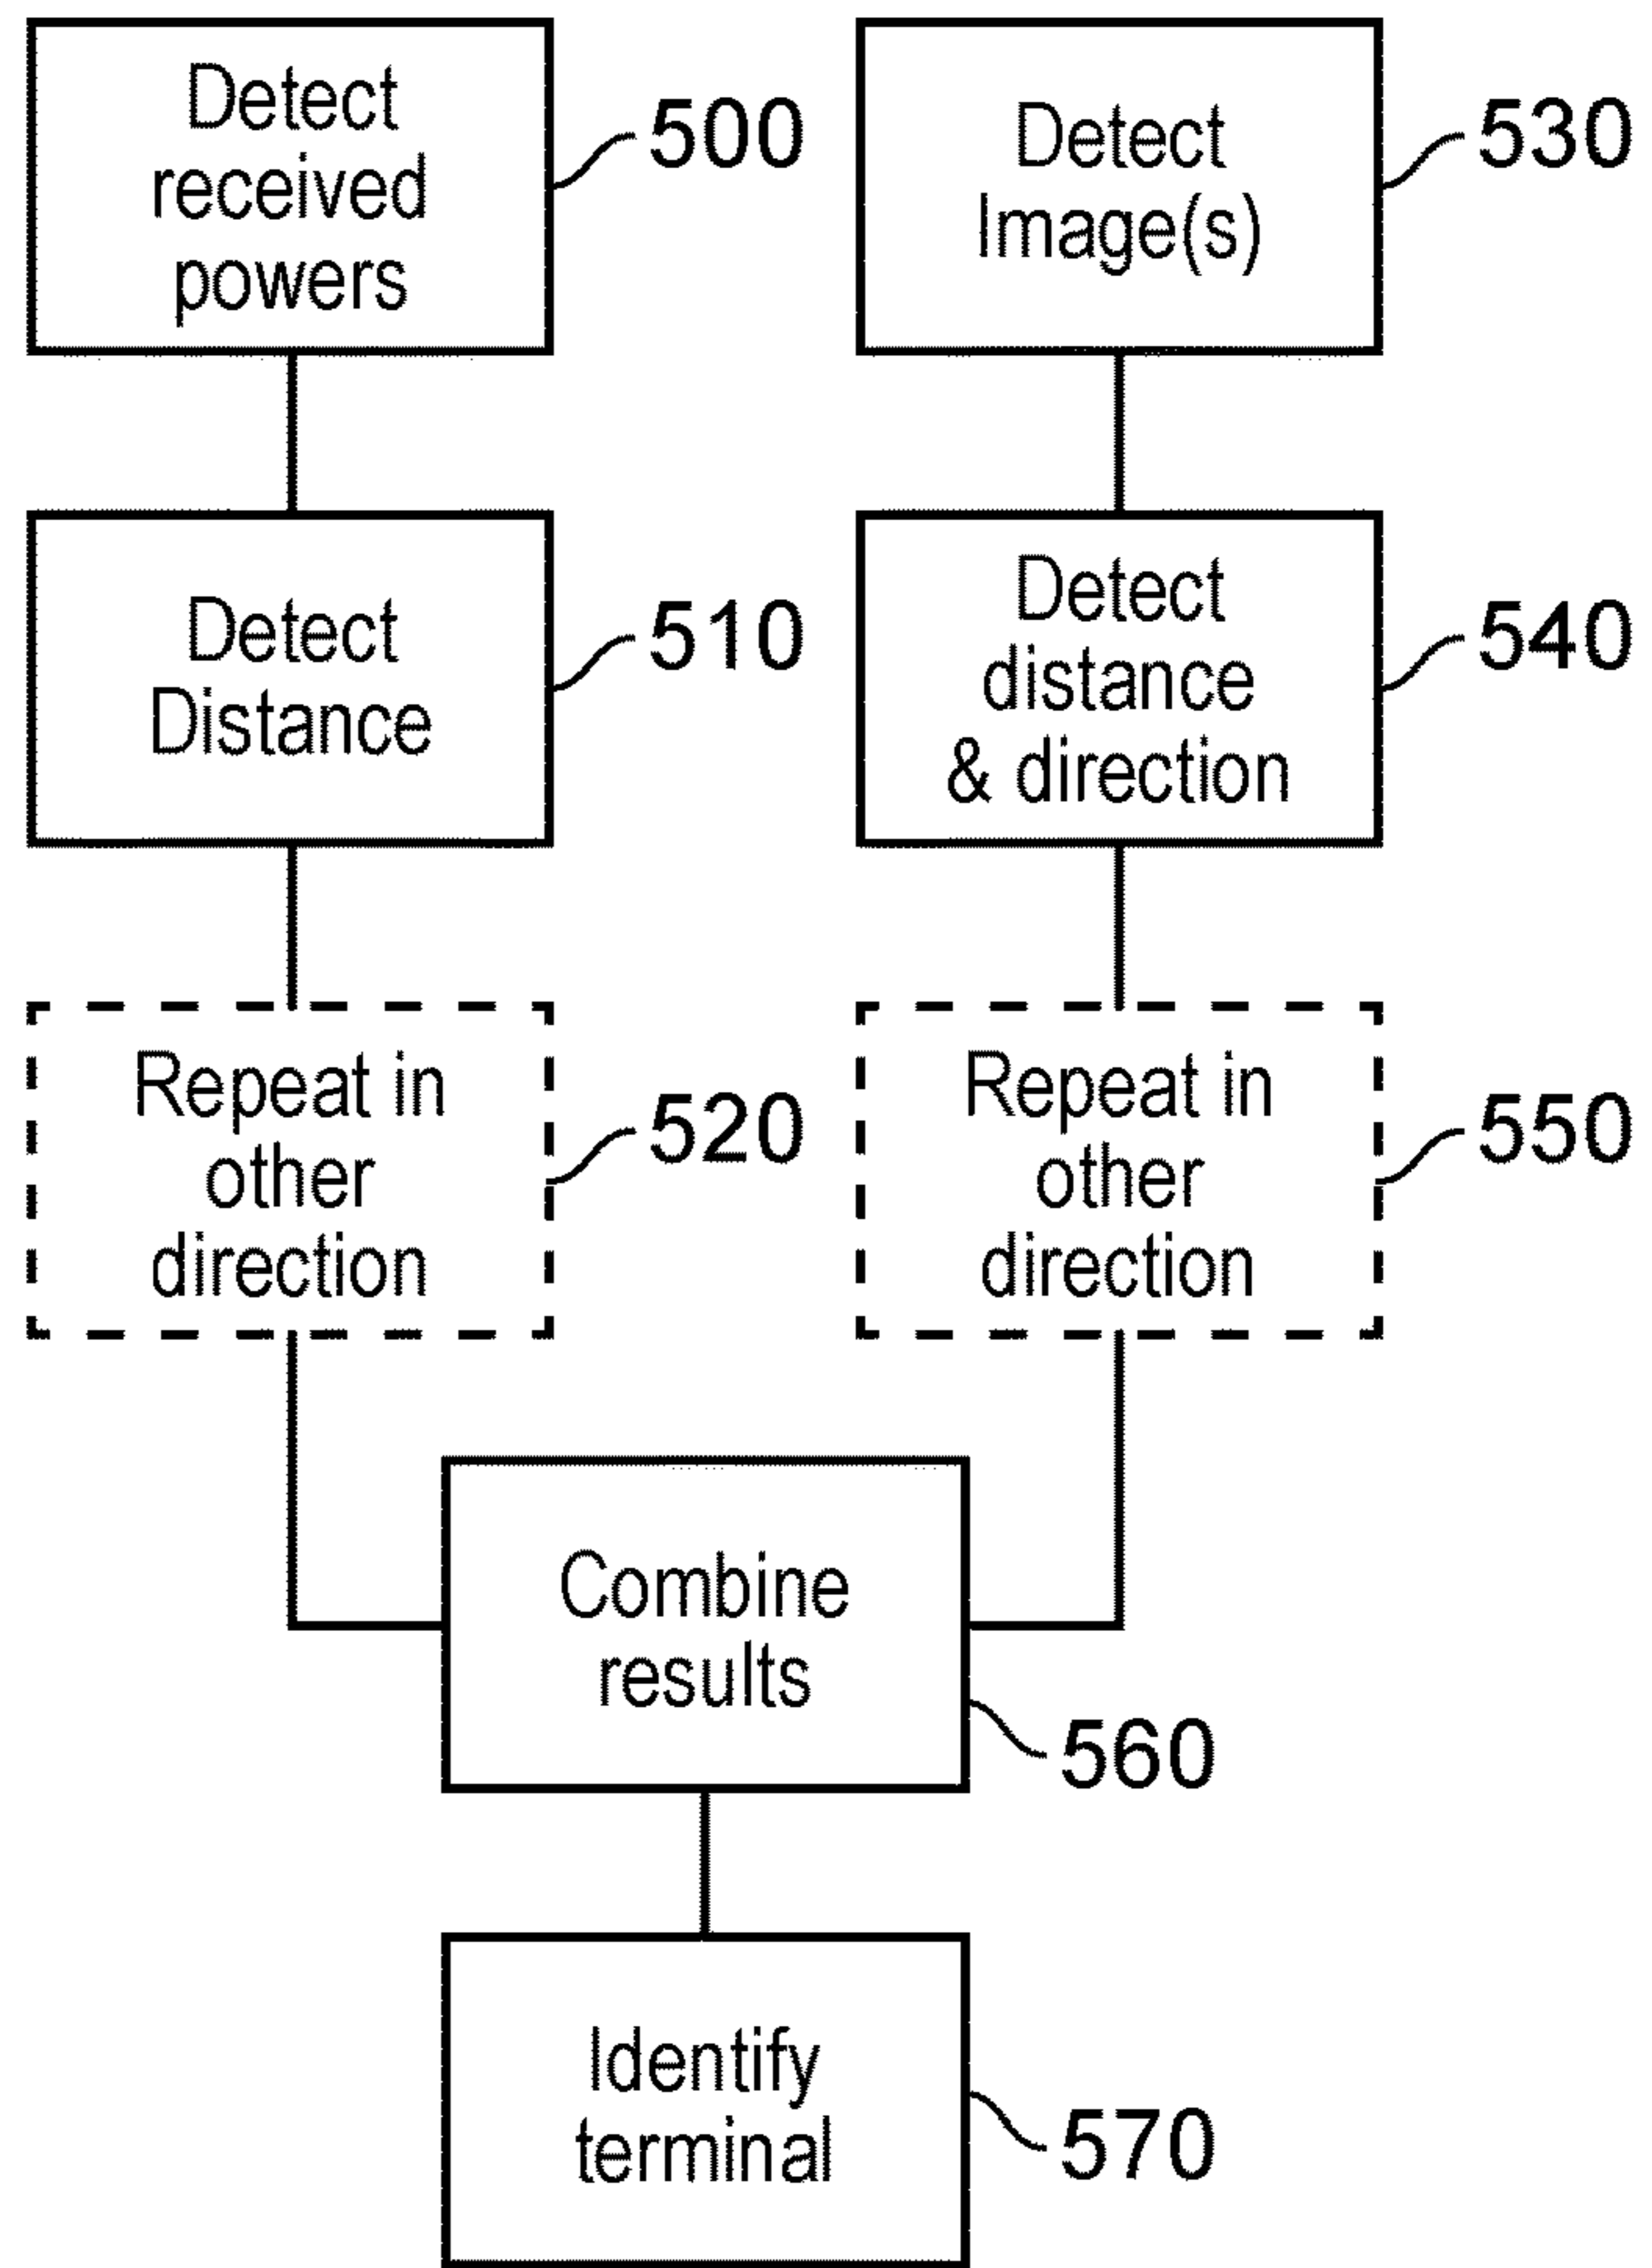 Detect
received
powers
500
Detect
Distance
510
Repeat in
other
direction
520
Detect
Image(s)
530
Detect
distance
& direction
540
Repeat in
other
direction
550
Combine
results
560
Identify
terminal
570